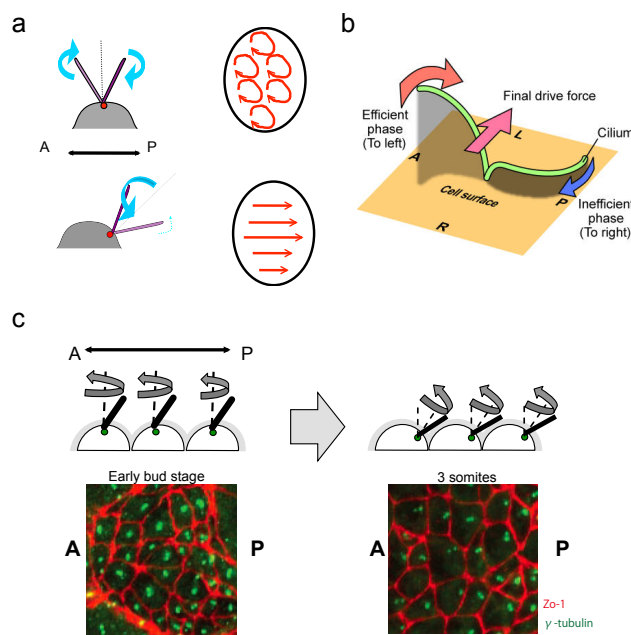 a
A
P
b
Efficient
phase
(To left)
Final drive force
Cilium
L
A
Cell surface
P
R
Inefficient
phase
(To right)
c
A
P
Early bud stage
3 somites
A
P
A
P
Zo-1
γ-tubulin